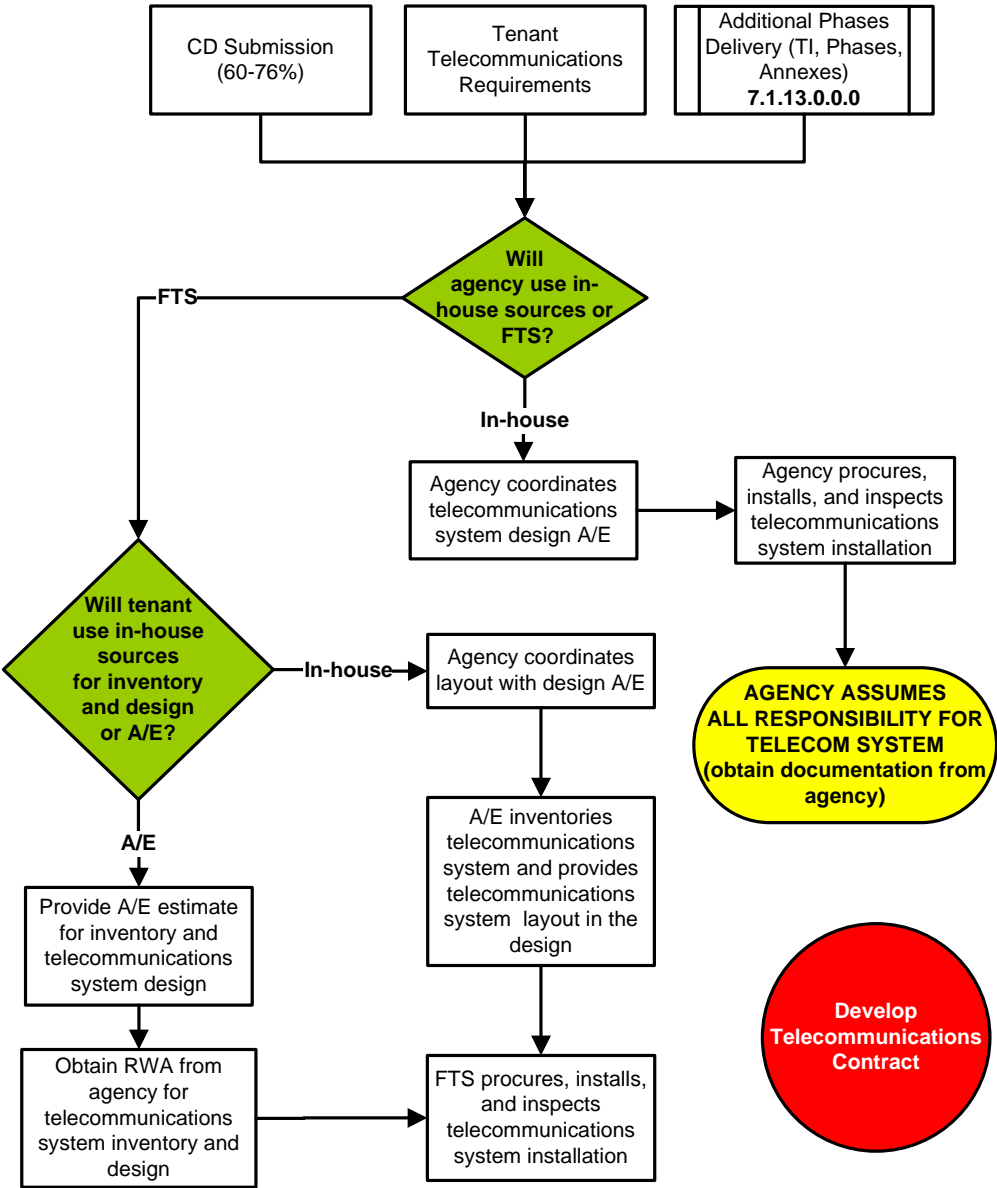 CD Submission
(60-76%)
Tenant
Telecommunications
Requirements
Additional Phases
Delivery (TI, Phases,
Annexes)
7.1.13.0.0.0
Will
agency use in-
house sources or
FTS?
FTS
In-house
Agency coordinates
telecommunications
system design A/E
Agency procures,
installs, and inspects
telecommunications
system installation
Will tenant
use in-house
sources
for inventory
and design
or A/E?
In-house
Agency coordinates
layout with design A/E
AGENCY ASSUMES
ALL RESPONSIBILITY FOR
TELECOM SYSTEM
(obtain documentation from
agency)
A/E
A/E inventories
telecommunications
system and provides
telecommunications
system layout in the
design
Provide A/E estimate
for inventory and
telecommunications
system design
Develop
Telecommunications
Contract
Obtain RWA from
agency for
telecommunications
system inventory and
design
FTS procures, installs,
and inspects
telecommunications
system installation